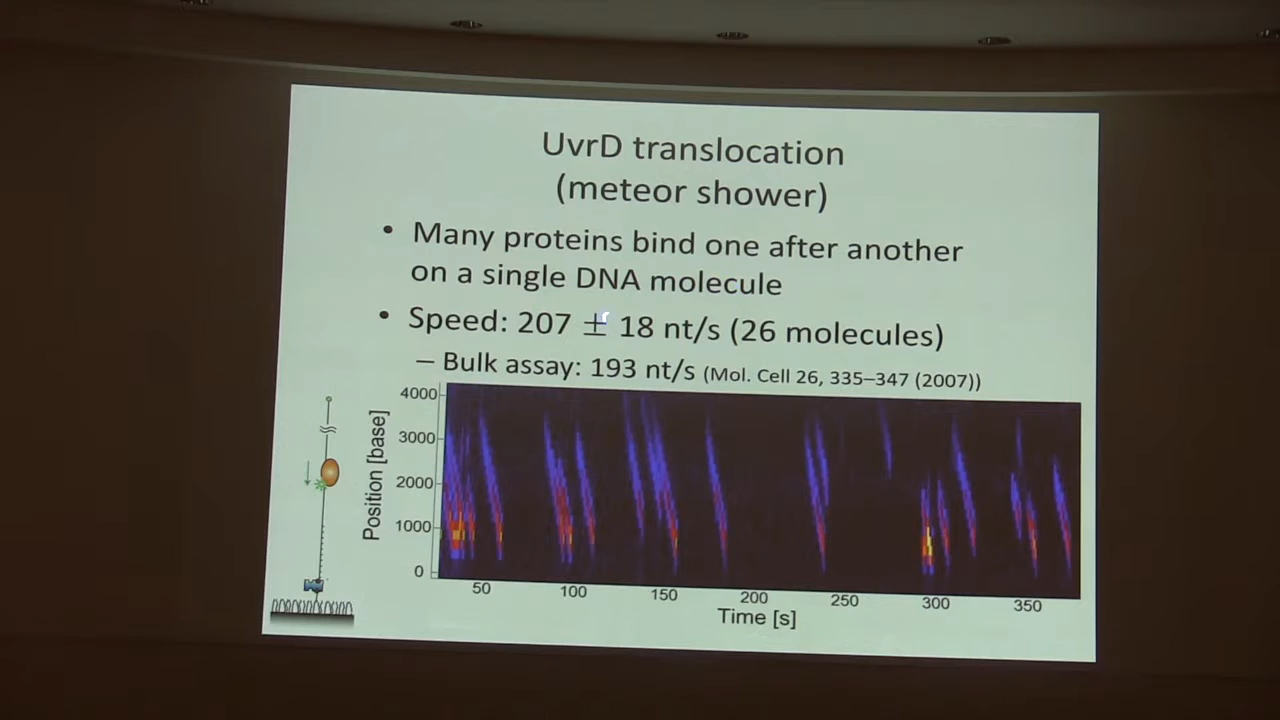 UvrD translocation
(meteor shower)
• Many proteins bind one after another
on a single DNA molecule
• Speed: 207 ± 18 nt/s (26 molecules)
– Bulk assay: 193 nt/s (Mol. Cell 26, 335–347 (2007))
Position [base]
4000
3000
2000
1000
0
50 100 150 200 250 300 350
Time [s]